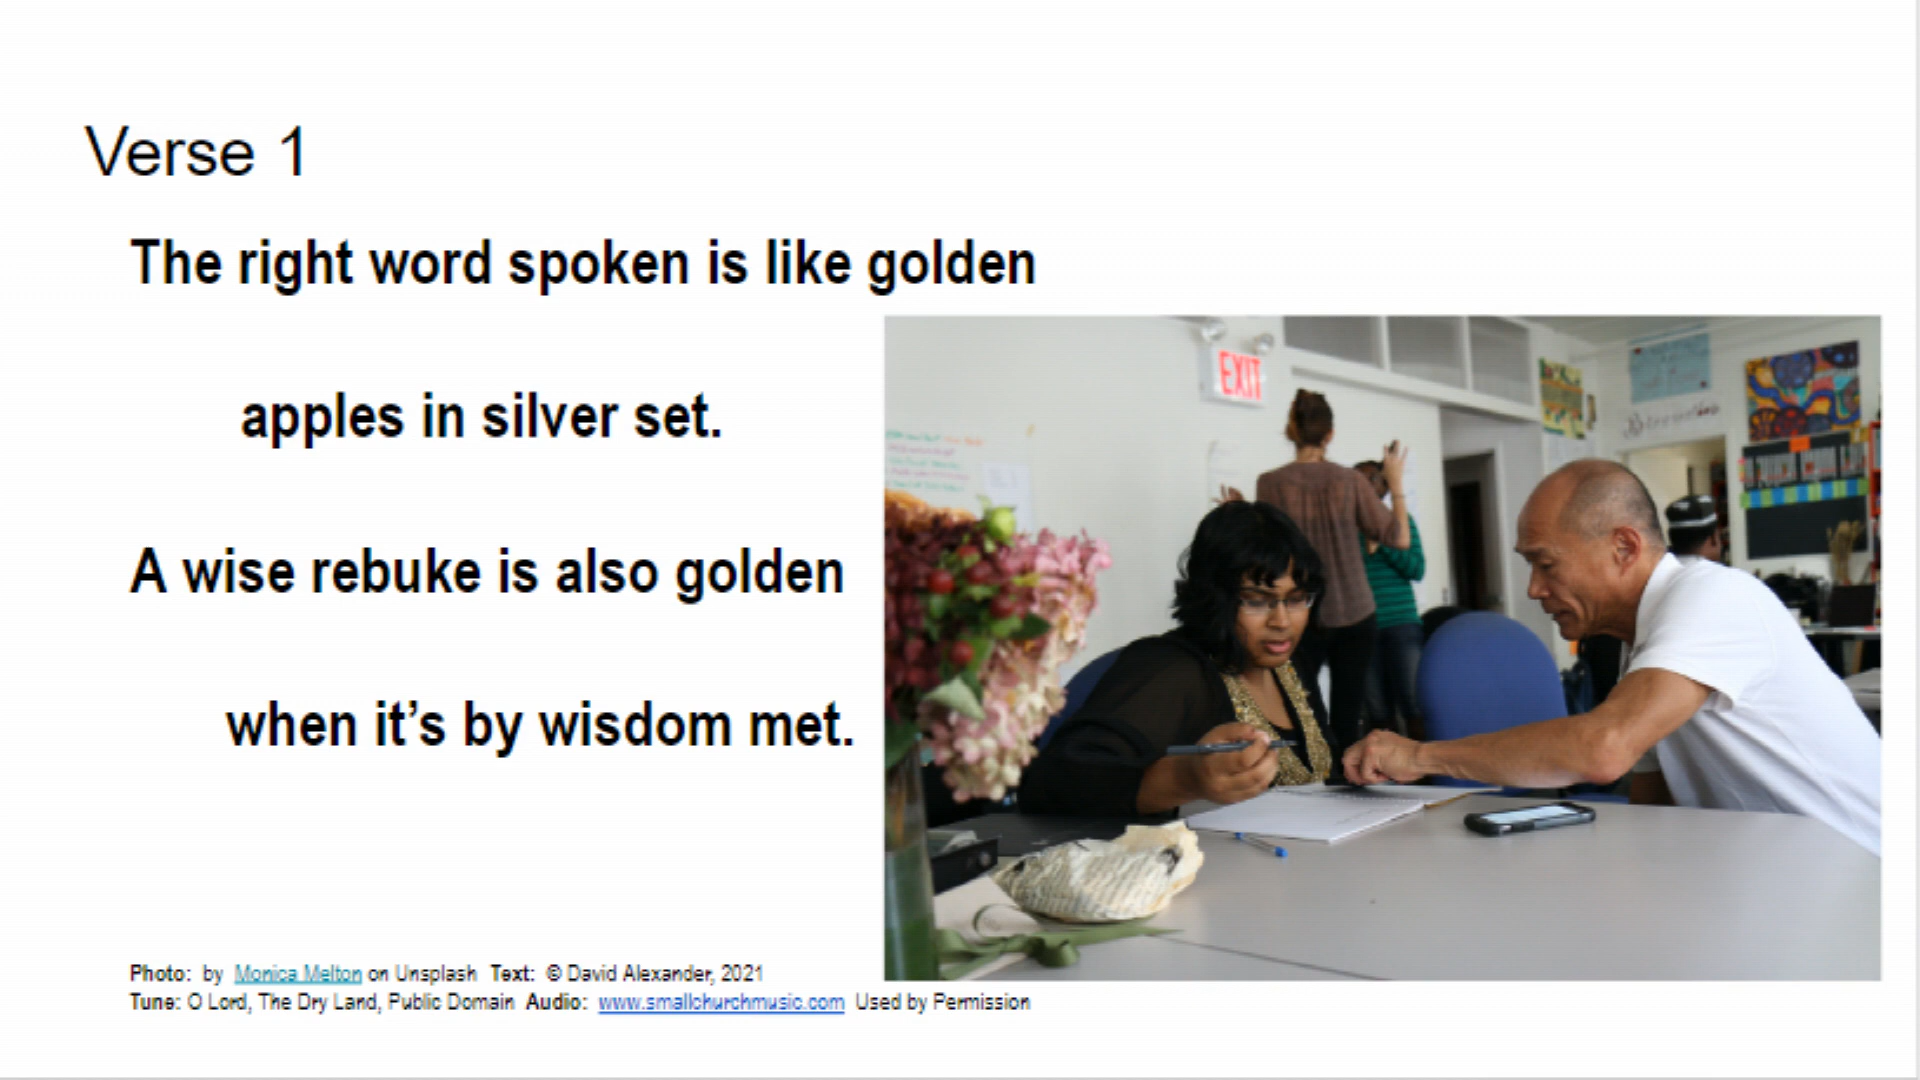 Verse 1
The right word spoken is like golden
apples in silver set.
A wise rebuke is also golden
when it’s by wisdom met.
EXIT
Photo: by Monica Melton on Unsplash Text: © David Alexander, 2021
Tune: O Lord, The Dry Land, Public Domain Audio: www.smallchurchmusic.com Used by Permission